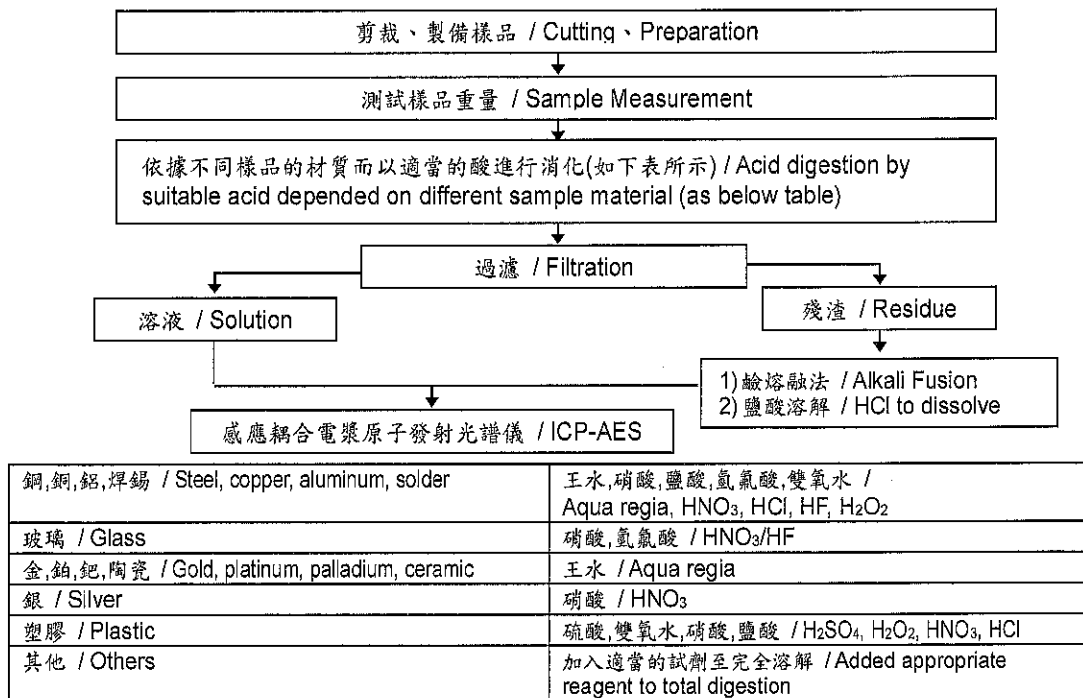 剪裁、製備樣品 / Cutting、Preparation
測試樣品重量 / Sample Measurement
依據不同樣品的材質而以適當的酸進行消化(如下表所示) / Acid digestion by
suitable acid depended on different sample material (as below table)
過濾 / Filtration
溶液 / Solution
殘渣 / Residue
1)鹼熔融法 / Alkali Fusion
2)鹽酸溶解 / HCl to dissolve
感應耦合電漿原子發射光譜儀 / ICP-AES
鋼,銅,鋁,焊錫 / Steel, copper, aluminum, solder
王水,硝酸,鹽酸,氫氟酸,雙氧水 /
Aqua regia, HNO₃, HCl, HF, H₂O₂
玻璃 / Glass
硝酸,氫氟酸 / HNO₃/HF
金,鉑,鈀,陶瓷 / Gold, platinum, palladium, ceramic
王水 / Aqua regia
銀 / Silver
硝酸 / HNO₃
塑膠 / Plastic
硫酸,雙氧水,硝酸,鹽酸 / H₂SO₄, H₂O₂, HNO₃, HCl
其他 / Others
加入適當的試劑至完全溶解 / Added appropriate
reagent to total digestion